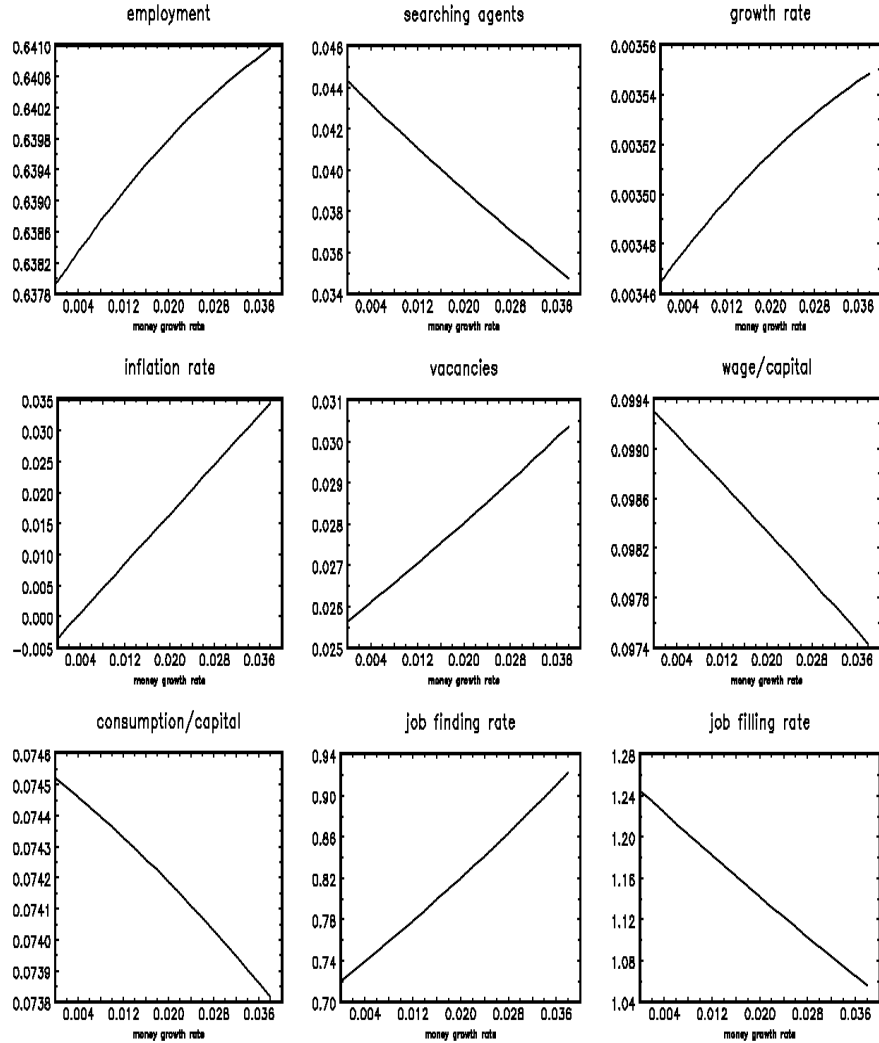 employment
0.6410
0.6406
0.6402
0.6398
0.6394
0.6390
0.6386
0.6382
0.6378
0.004 0.012 0.020 0.028 0.036
money growth rate
searching agents
0.046
0.044
0.042
0.040
0.038
0.036
0.034
0.004 0.012 0.020 0.028 0.036
money growth rate
growth rate
0.00356
0.00354
0.00352
0.00350
0.00348
0.00346
0.004 0.012 0.020 0.028 0.036
money growth rate
inflation rate
0.035
0.030
0.025
0.020
0.015
0.010
0.005
0.000
-0.005
0.004 0.012 0.020 0.028 0.036
money growth rate
vacancies
0.031
0.030
0.029
0.028
0.027
0.026
0.025
0.004 0.012 0.020 0.028 0.036
money growth rate
wage/capital
0.0994
0.0990
0.0986
0.0982
0.0978
0.0974
0.004 0.012 0.020 0.028 0.036
money growth rate
consumption/capital
0.0746
0.0745
0.0744
0.0743
0.0742
0.0741
0.0740
0.0739
0.0738
0.004 0.012 0.020 0.028 0.036
money growth rate
job finding rate
0.94
0.90
0.86
0.82
0.78
0.74
0.70
0.004 0.012 0.020 0.028 0.036
money growth rate
job filling rate
1.28
1.24
1.20
1.16
1.12
1.08
1.04
0.004 0.012 0.020 0.028 0.036
money growth rate